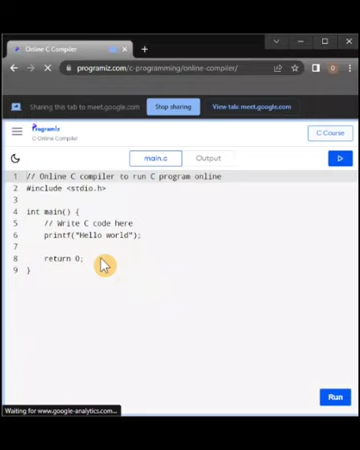 Online C Compiler
programiz.com/c-programming/online-compiler/
Sharing this tab to meet.google.com
Stop sharing
View tab: meet.google.com
Programiz
C Online Compiler
C Course
main.c
Output
1 // Online C compiler to run C program online
2 #include <stdio.h>
3
4 int main() {
5 // Write C code here
6 printf("Hello world");
7
8 return 0;
9 }
Run
Waiting for www.google-analytics.com...